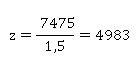 z = 7475 / 1,5 = 4983